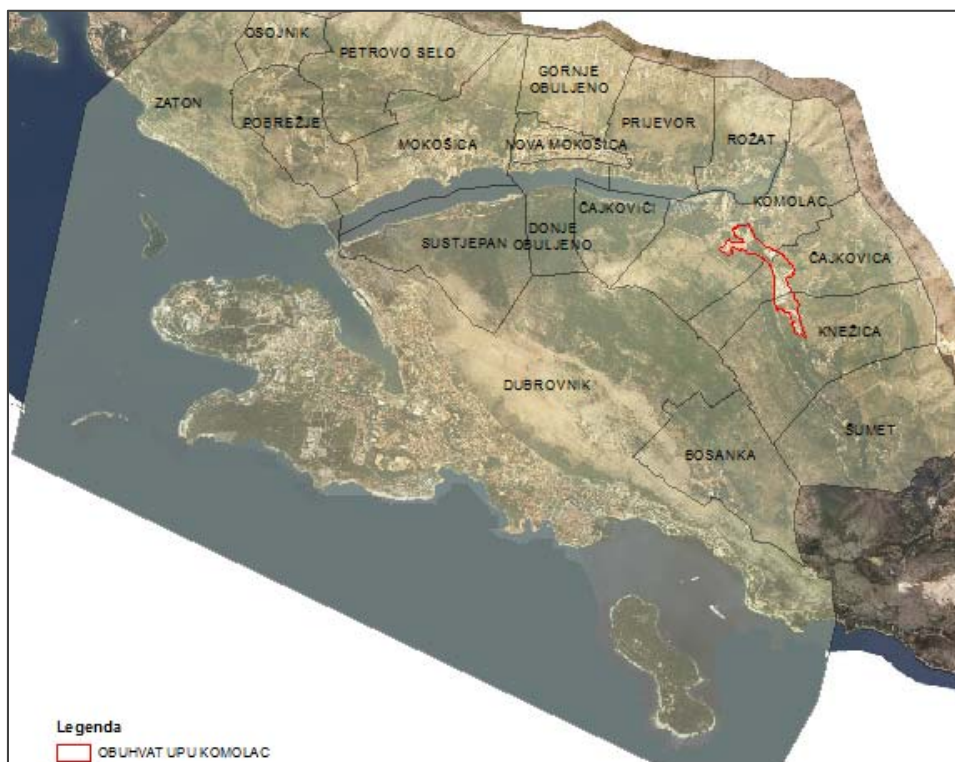 OSOJNIK
PETROVO SELO
GORNJE
OBULJENO
ZATON
POBREŽJE
MOKOŠICA
NOVA MOKOŠICA
PRIJEVOR
ROŽAT
KOMOLAC
ČAJKOVIĆI
SUSTJEPAN
DONJE
OBULJENO
ČAJKOVICA
KNEŽICA
DUBROVNIK
ŠUMET
BOSANKA
Legenda
OBUHVAT UPU KOMOLAC